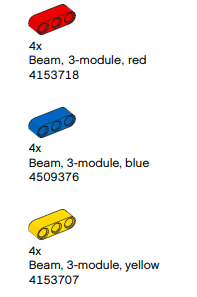 4x
Beam, 3-module, red
4153718
4x
Beam, 3-module, blue
4509376
4x
Beam, 3-module, yellow
4153707